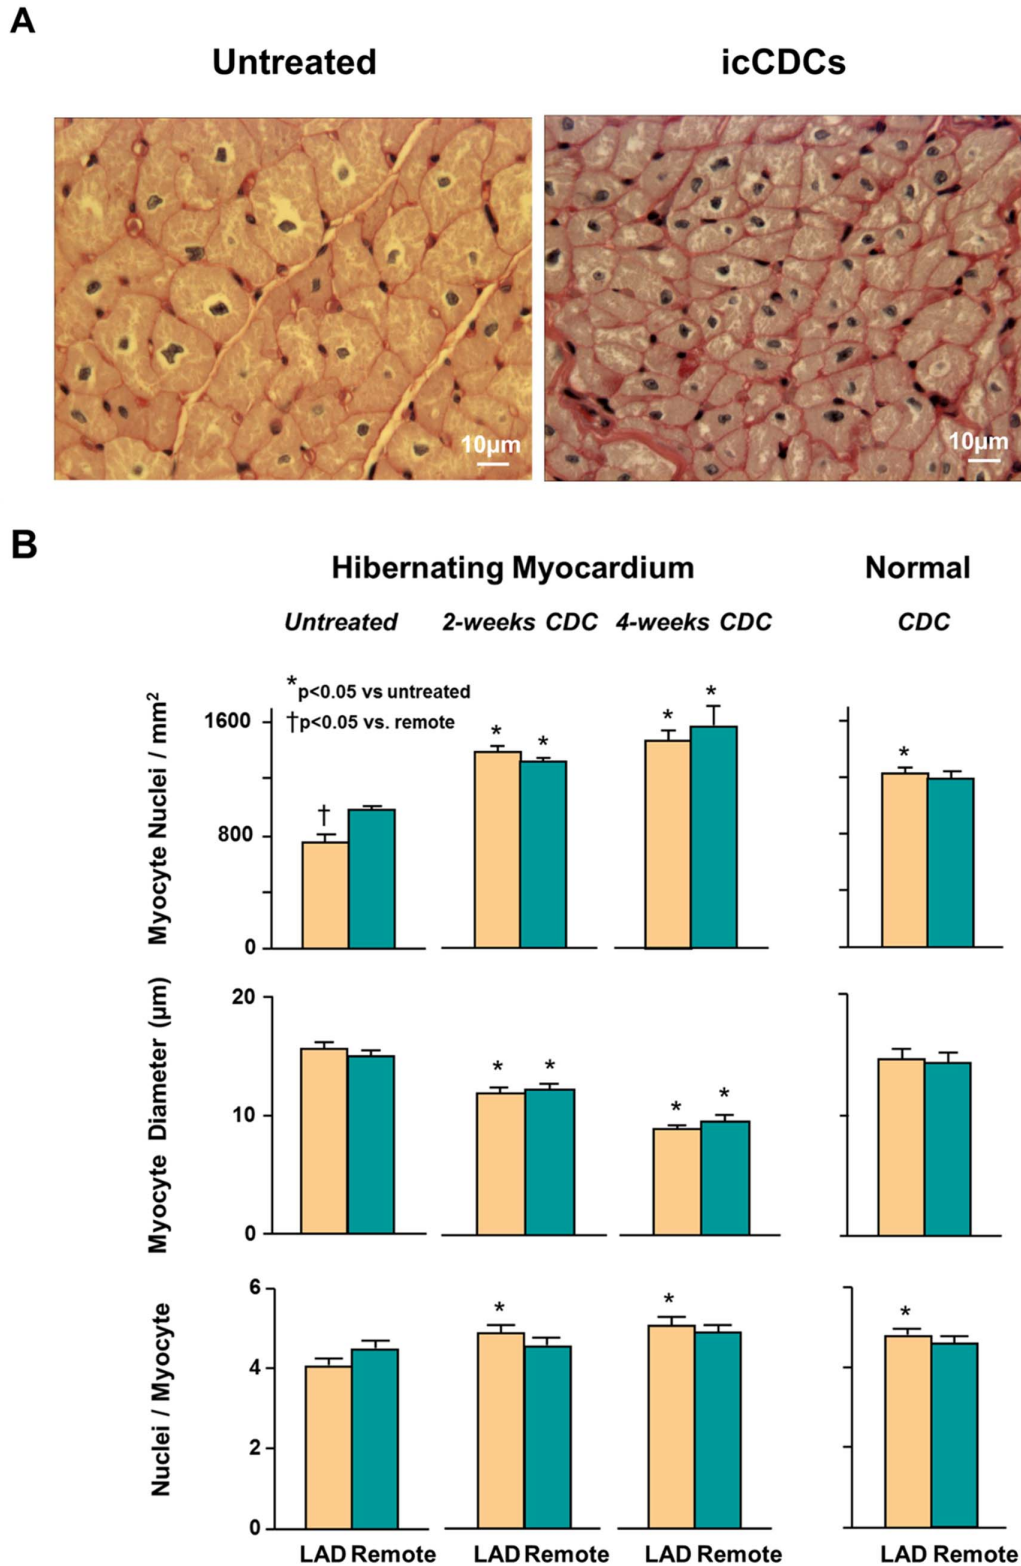 A
Untreated icCDCs
10µm 10µm
B
Hibernating Myocardium Normal
Untreated 2-weeks CDC 4-weeks CDC CDC
*p<0.05 vs untreated
†p<0.05 vs. remote
Myocyte Nuclei / mm²
1600
800
0
* * * * † *
Myocyte Diameter (µm)
20
10
0
* * * *
Nuclei / Myocyte
6
4
2
0
* * *
LAD Remote LAD Remote LAD Remote LAD Remote